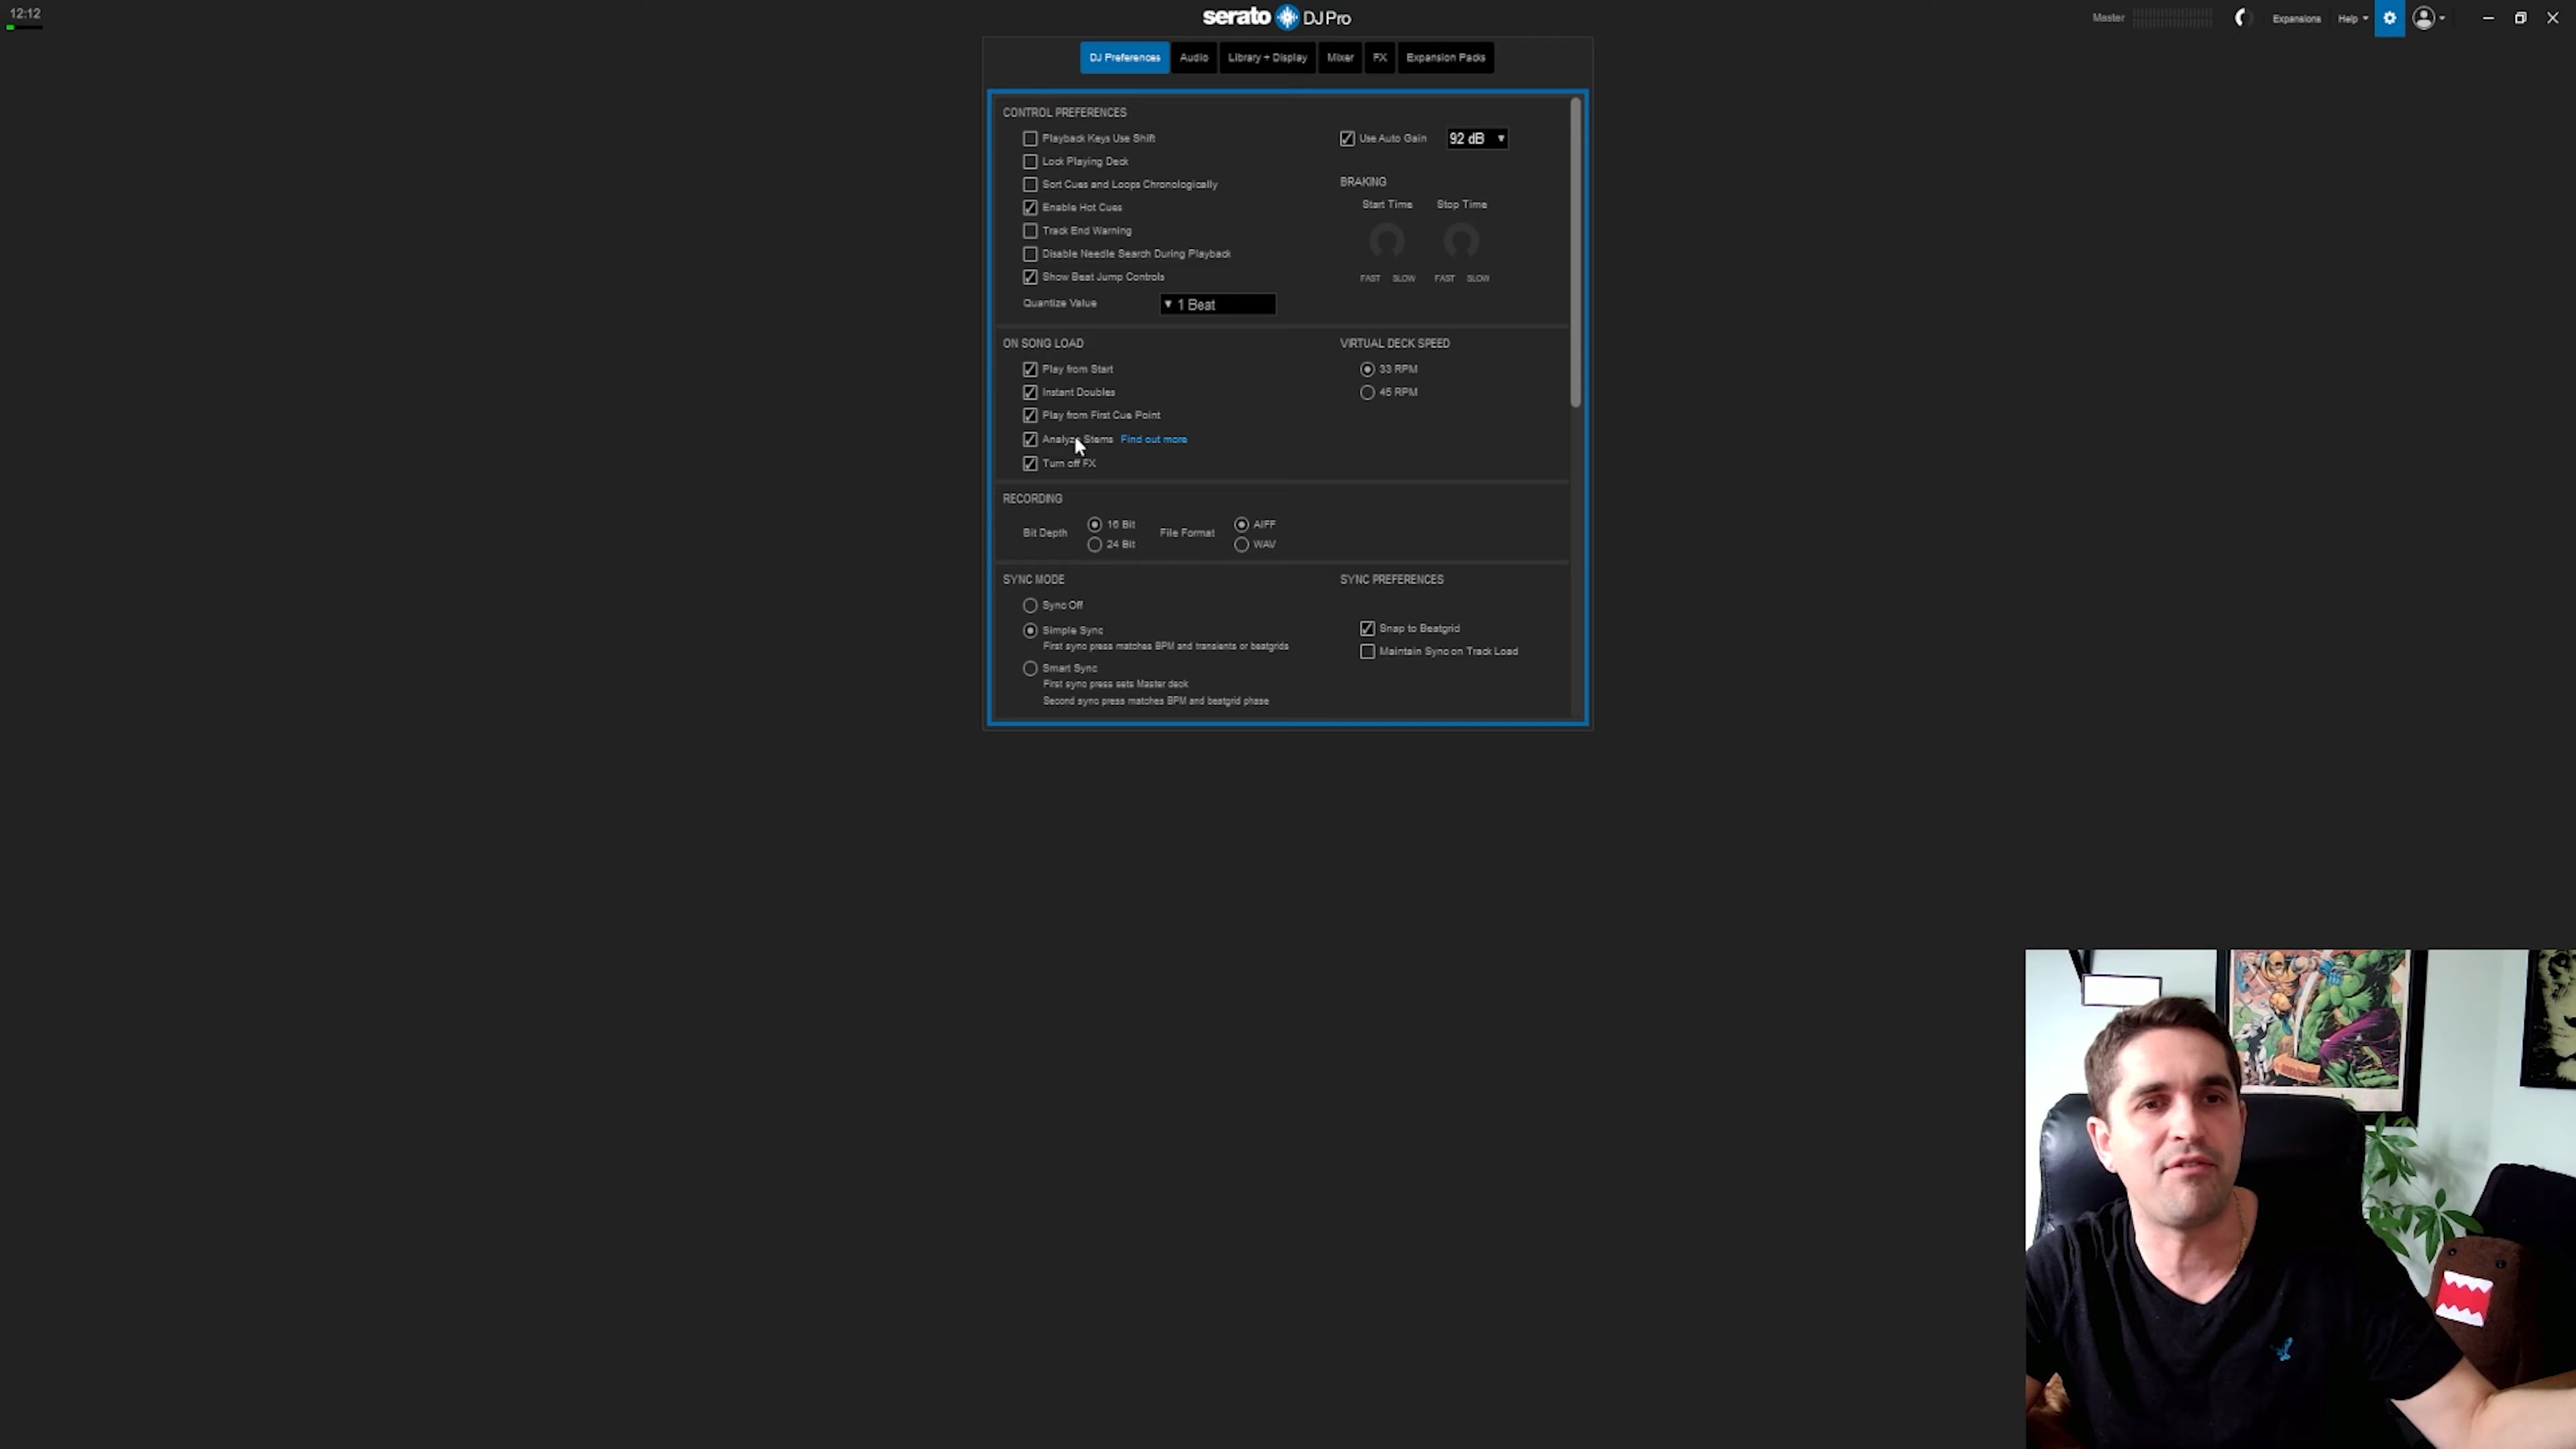 12:12
serato DJ Pro
Master
Expansions
Help
DJ Preferences
Audio
Library + Display
Mixer
FX
Expansion Packs
CONTROL PREFERENCES
Playback Keys Use Shift
Lock Playing Deck
Sort Cues and Loops Chronologically
Enable Hot Cues
Track End Warning
Disable Needle Search During Playback
Show Beat Jump Controls
Quantize Value
1 Beat
Use Auto Gain
92 dB
BRAKING
Start Time
Stop Time
FAST SLOW
FAST SLOW
ON SONG LOAD
Play from Start
Instant Doubles
Play from First Cue Point
Analyze Stems Find out more
Turn off FX
VIRTUAL DECK SPEED
33 RPM
45 RPM
RECORDING
Bit Depth
16 Bit
24 Bit
File Format
AIFF
WAV
SYNC MODE
Sync Off
Simple Sync
First sync press matches BPM and transients or beatgrids
Smart Sync
First sync press sets Master deck
Second sync press matches BPM and beatgrid phase
SYNC PREFERENCES
Snap to Beatgrid
Maintain Sync on Track Load